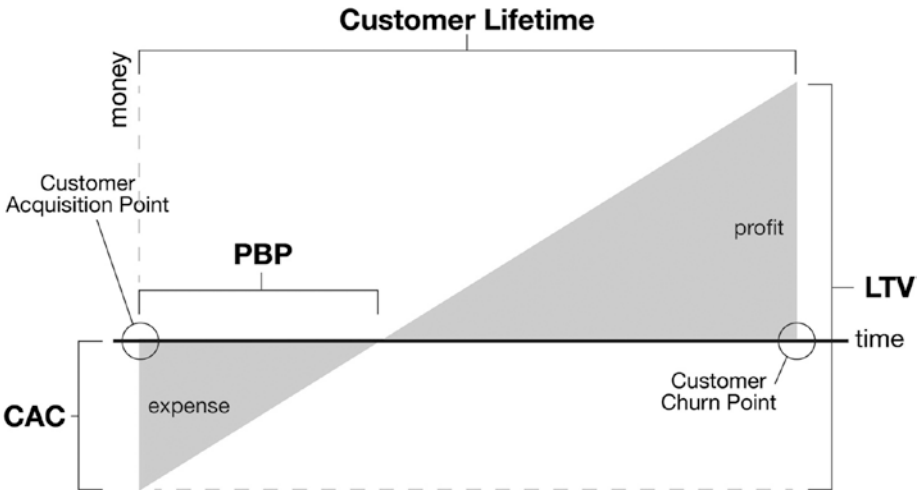 Customer Lifetime
money
Customer
Acquisition Point
PBP
profit
LTV
time
Customer
Churn Point
expense
CAC